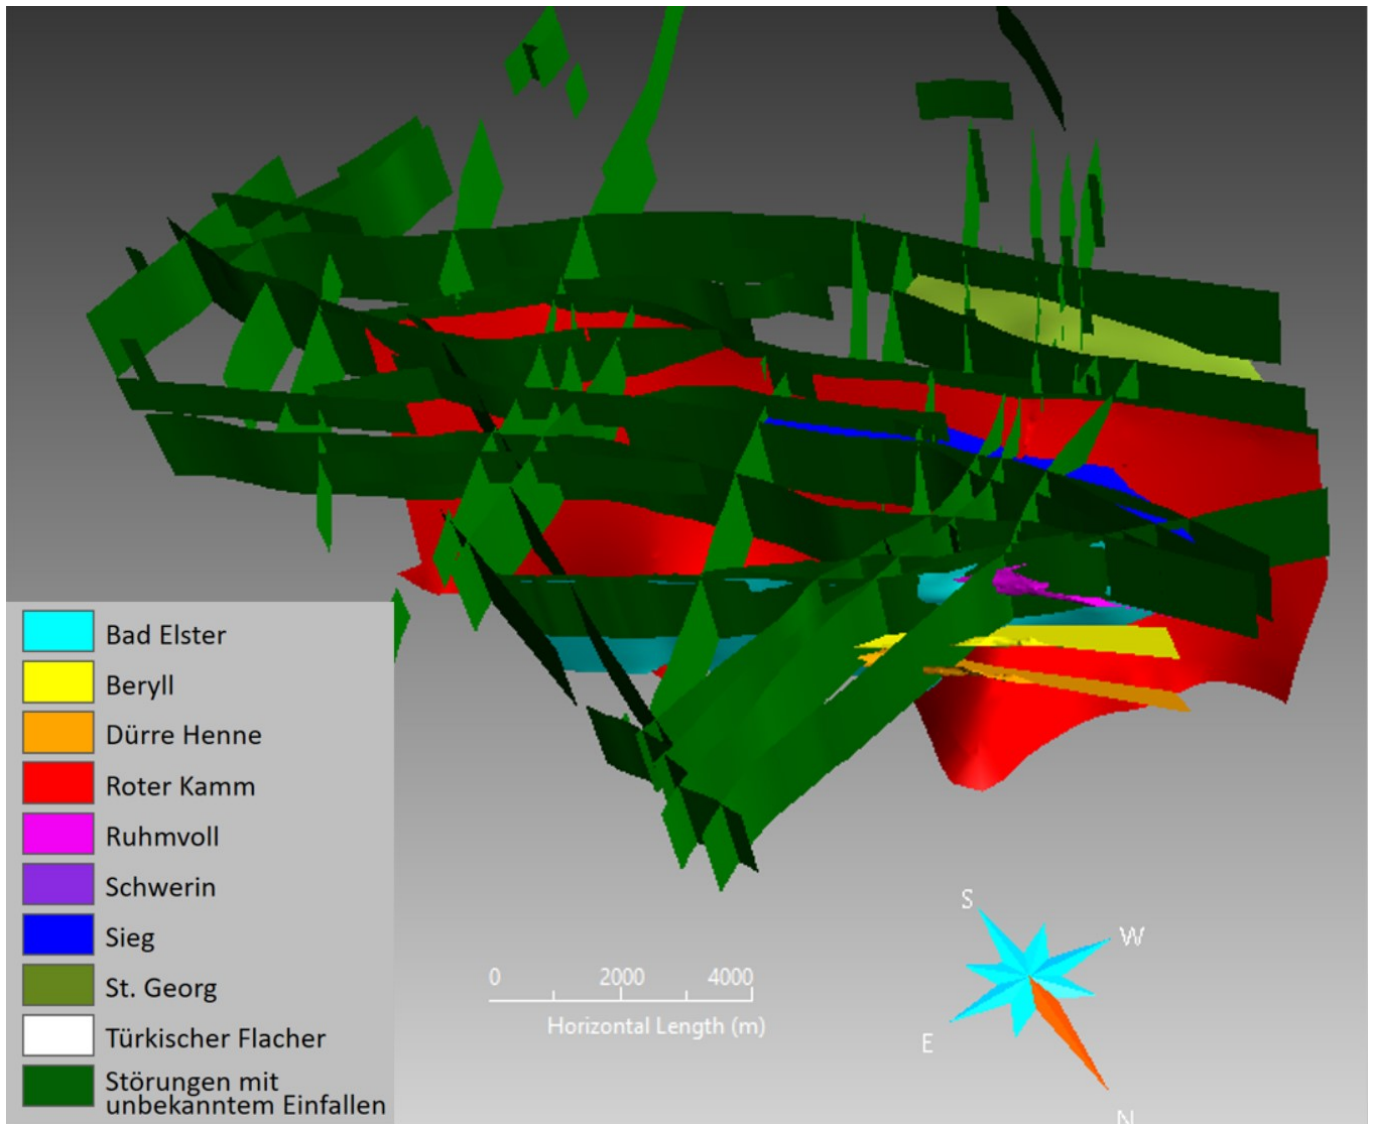 Bad Elster
Beryll
Dürre Henne
Roter Kamm
Ruhmvoll
Schwerin
Sieg
St. Georg
Türkischer Flacher
Störungen mit
unbekanntem Einfallen
0 2000 4000
Horizontal Length (m)
S
W
E
N